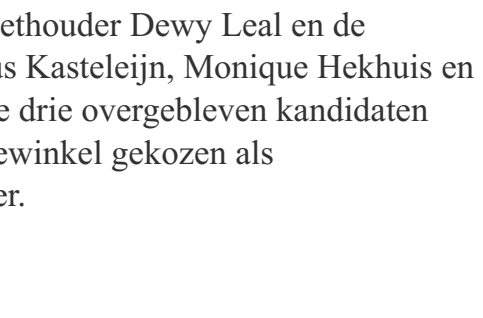 ethouder Dewy Leal en de
us Kasteleijn, Monique Hekhuis en
e drie overgebleven kandidaten
ewinkel gekozen als
er.